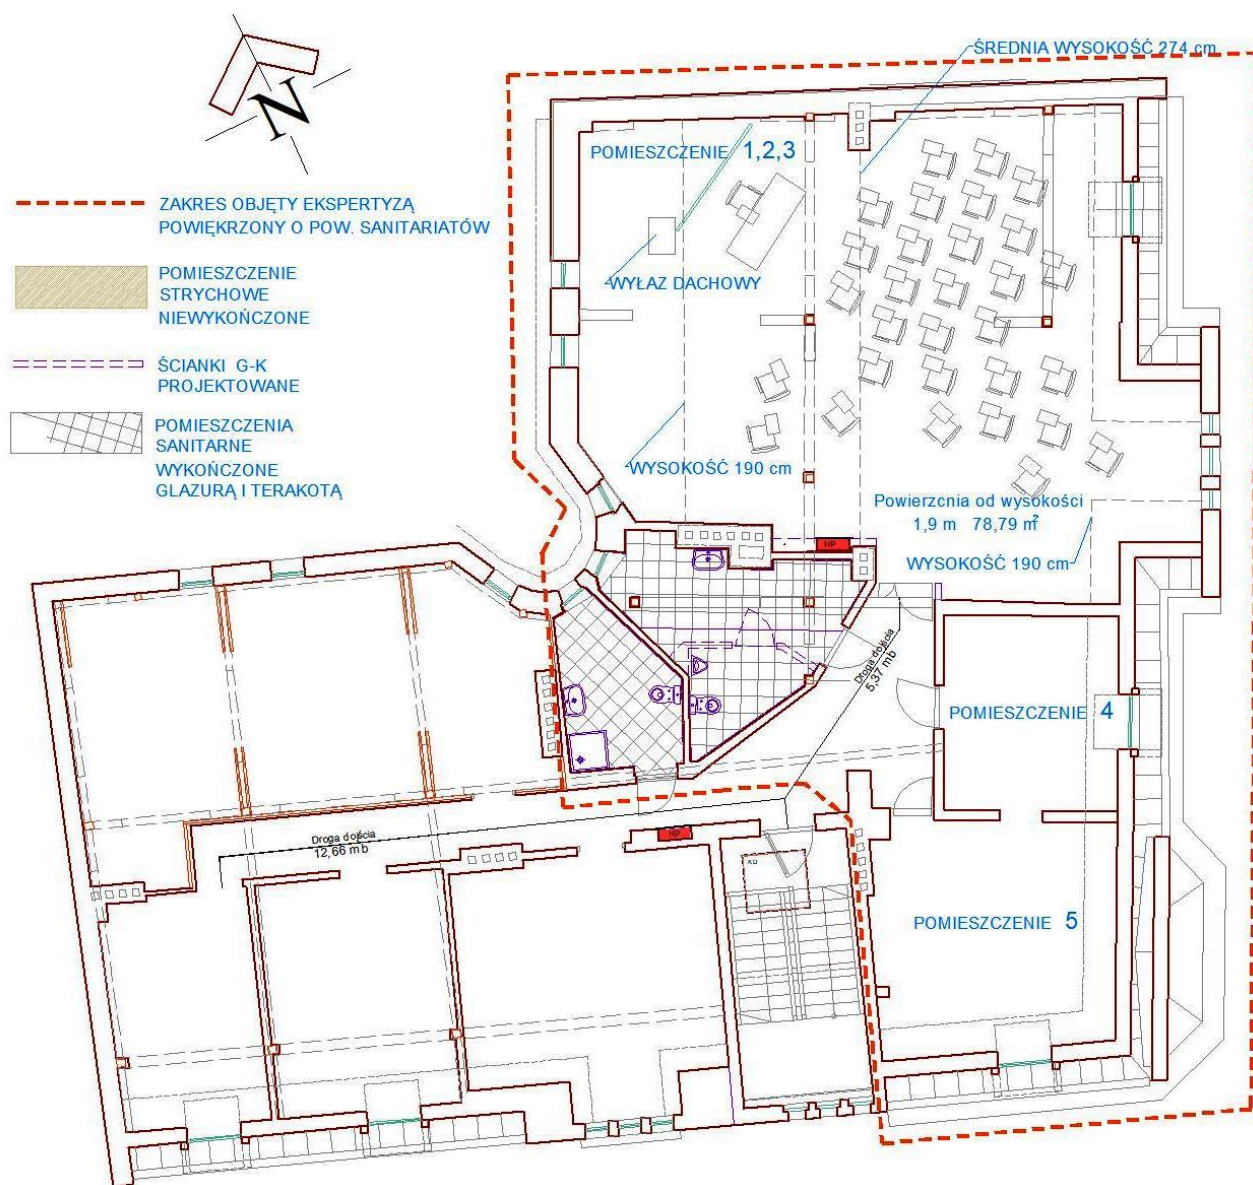 N
ŚREDNIA WYSOKOŚĆ 274 cm
POMIESZCZENIE 1,2,3
ZAKRES OBJĘTY EKSPERTYZĄ
POWIĘKRZONY O POW. SANITARIATÓW
WYŁAZ DACHOWY
POMIESZCZENIE
STRYCHOWE
NIEWYKOŃCZONE
ŚCIANKI G-K
PROJEKTOWANE
POMIESZCZENIA
SANITARNE
WYKOŃCZONE
GLAZURĄ I TERAKOTĄ
WYSOKOŚĆ 190 cm
Powierzcnia od wysokości
1,9 m 78,79 m²
WYSOKOŚĆ 190 cm
HP
Droga dojścia
5,37 mb
POMIESZCZENIE 4
Droga dojścia
12,66 mb
HP
KD
POMIESZCZENIE 5